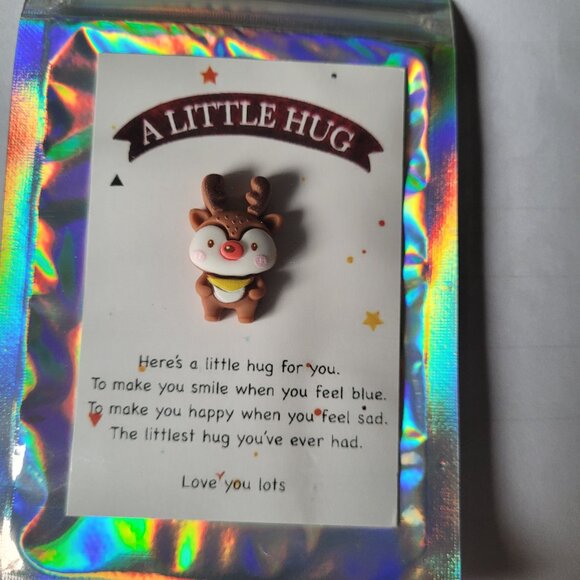 A LITTLE HUG
Here's a little hug for you.
To make you smile when you feel blue.
To make you happy when you feel sad.
The littlest hug you've ever had.
Love you lots